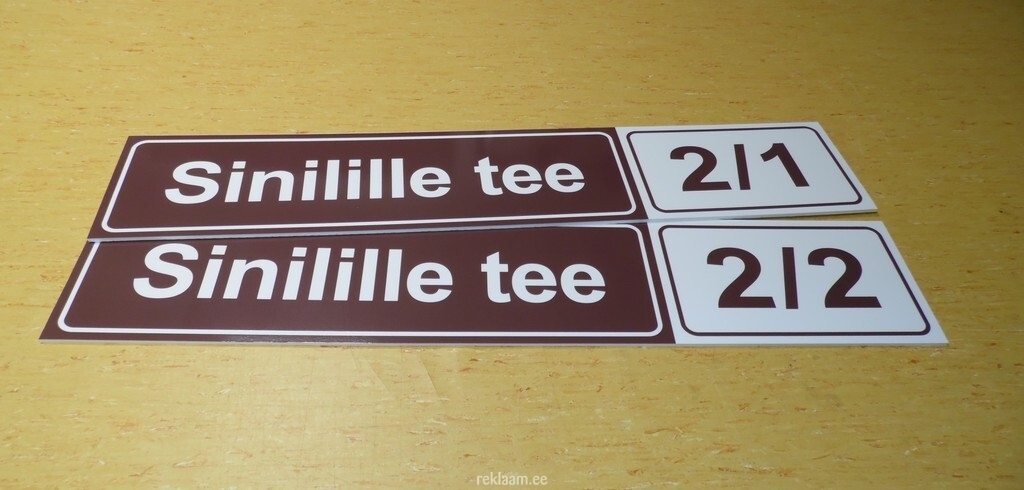 Sinilille tee 2/1
Sinilille tee 2/2
reklaam.ee